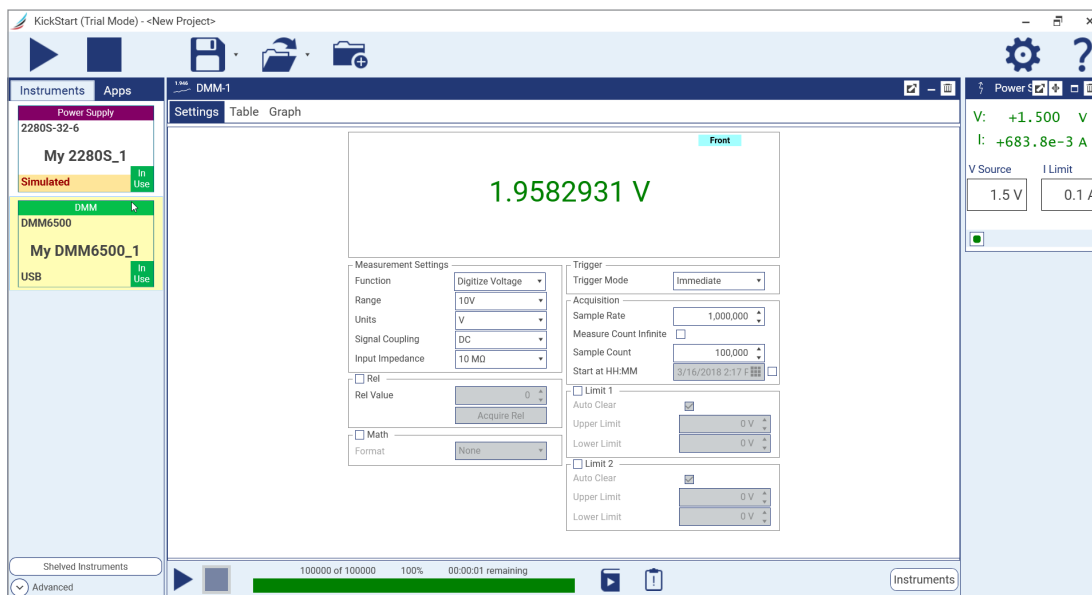 KickStart (Trial Mode) - <New Project>
Instruments Apps
Power Supply
2280S-32-6
My 2280S_1
Simulated
In Use
DMM
DMM6500
My DMM6500_1
USB
In Use
Shelved Instruments
Advanced
DMM-1
Settings Table Graph
Front
1.9582931 V
Measurement Settings
Function Digitize Voltage
Range 10V
Units V
Signal Coupling DC
Input Impedance 10 MΩ
Rel
Rel Value 0
Acquire Rel
Math
Format None
Trigger
Trigger Mode Immediate
Acquisition
Sample Rate 1,000,000
Measure Count Infinite
Sample Count 100,000
Start at HH:MM 3/16/2018 2:17 F
Limit 1
Auto Clear
Upper Limit 0 V
Lower Limit 0 V
Limit 2
Auto Clear
Upper Limit 0 V
Lower Limit 0 V
100000 of 100000 100% 00:00:01 remaining
Instruments
Power S
V: +1.500 V
I: +683.8e-3 A
V Source I Limit
1.5 V 0.1 A